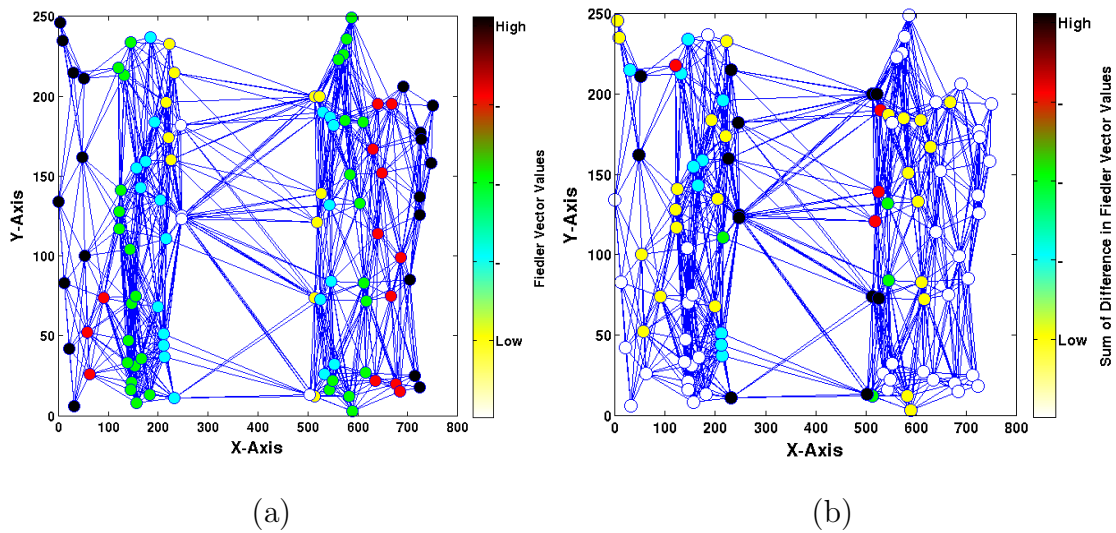 250
200
150
100
50
0
Y-Axis
0 100 200 300 400 500 600 700 800
X-Axis
High
-
-
-
Low
Fiedler Vector Values
(a)
250
200
150
100
50
0
Y-Axis
0 100 200 300 400 500 600 700 800
X-Axis
High
-
-
-
Low
Sum of Difference in Fiedler Vector Values
(b)